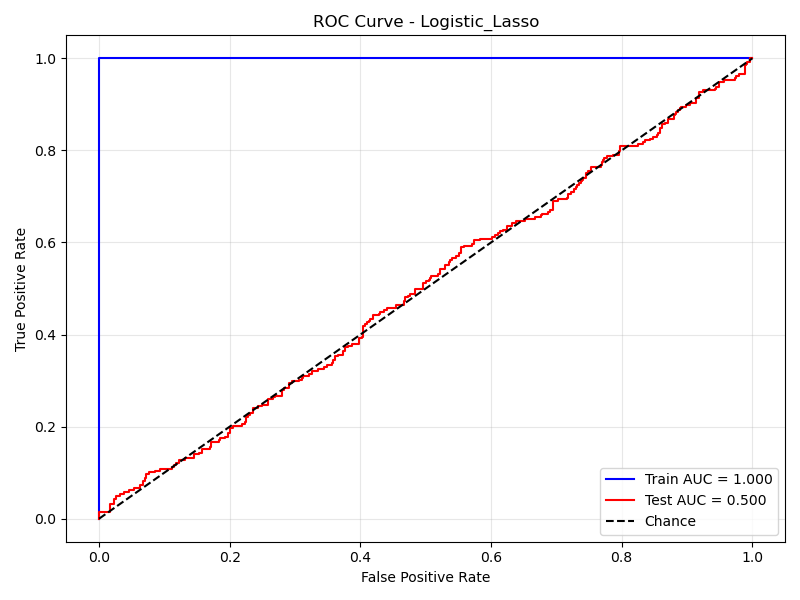 ROC Curve - Logistic_Lasso
1.0
0.8
0.6
0.4
0.2
0.0
True Positive Rate
0.0 0.2 0.4 0.6 0.8 1.0
False Positive Rate
Train AUC = 1.000
Test AUC = 0.500
Chance